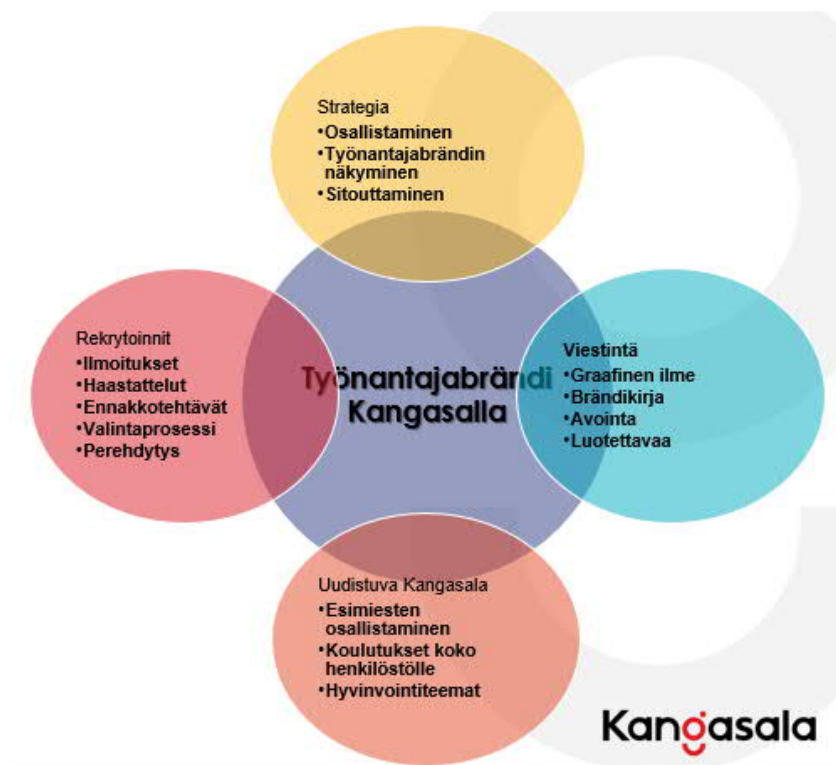 Strategia
•Osallistaminen
•Työnantajabrändin
näkyminen
•Sitouttaminen
Rekrytoinnit
•Ilmoitukset
•Haastattelut
•Ennakkotehtävät
•Valintaprosessi
•Perehdytys
Työnantajabrändi
Kangasalla
Viestintä
•Graafinen ilme
•Brändikirja
•Avointa
•Luotettavaa
Uudistuva Kangasala
•Esimiesten
osallistaminen
•Koulutukset koko
henkilöstölle
•Hyvinvointiteemat
Kangasala